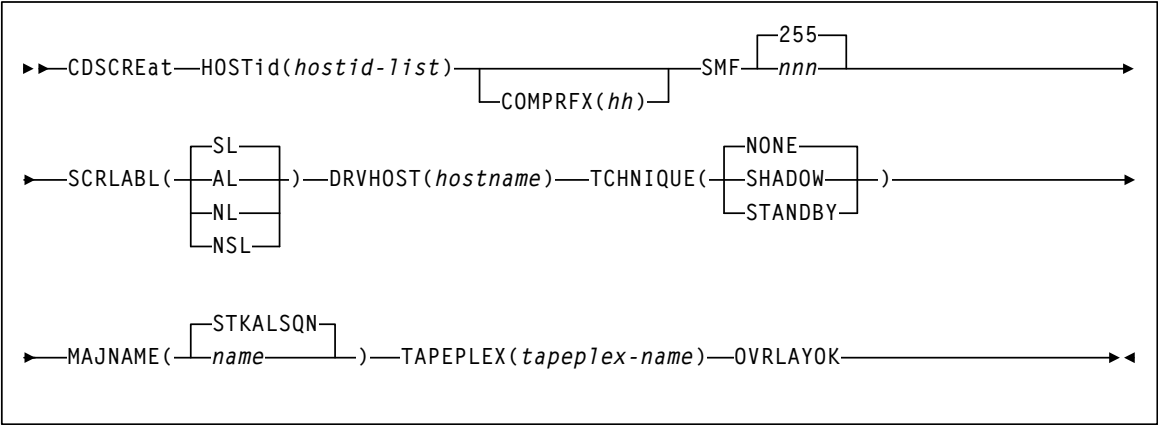 255
CDSCREat HOSTid(hostid-list) SMF nnn
COMPRFX(hh)
SL NONE
SCRLABL( AL ) DRVHOST(hostname) TCHNIQUE( SHADOW )
NL STANDBY
NSL
STKALSQN
MAJNAME( name ) TAPEPLEX(tapeplex-name) OVRLAYOK